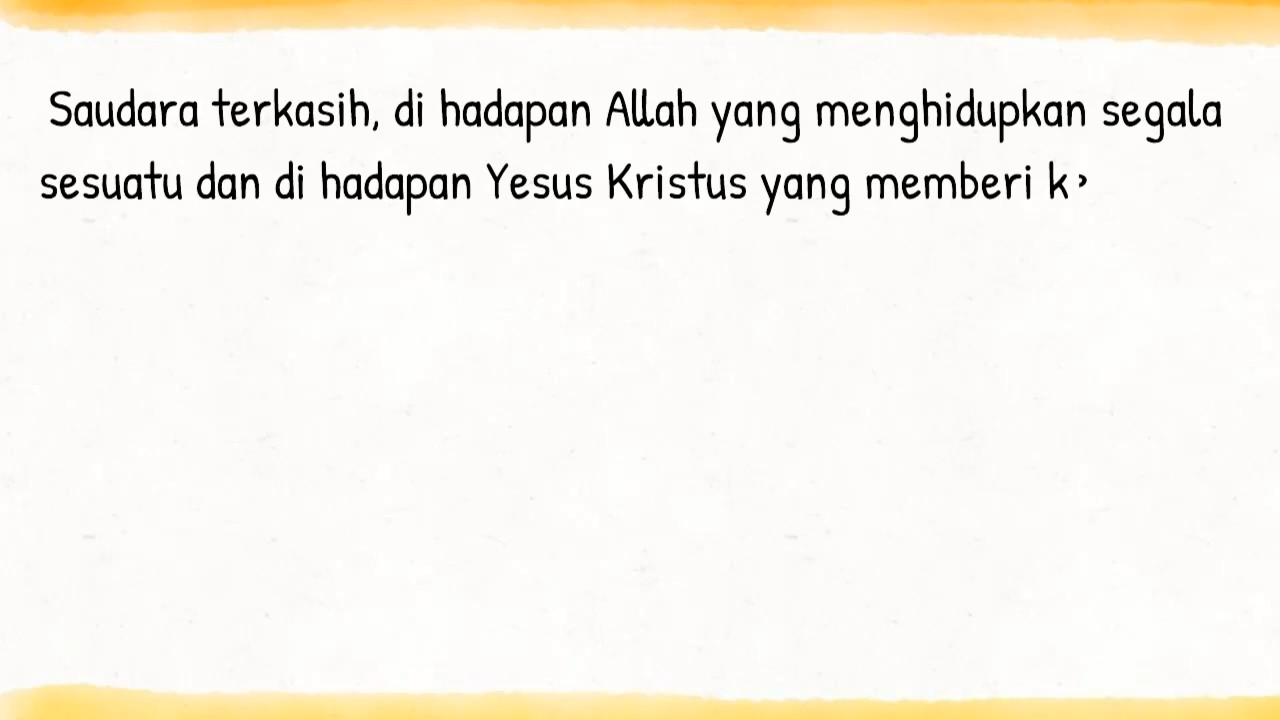 Saudara terkasih, di hadapan Allah yang menghidupkan segala
sesuatu dan di hadapan Yesus Kristus yang memberi k